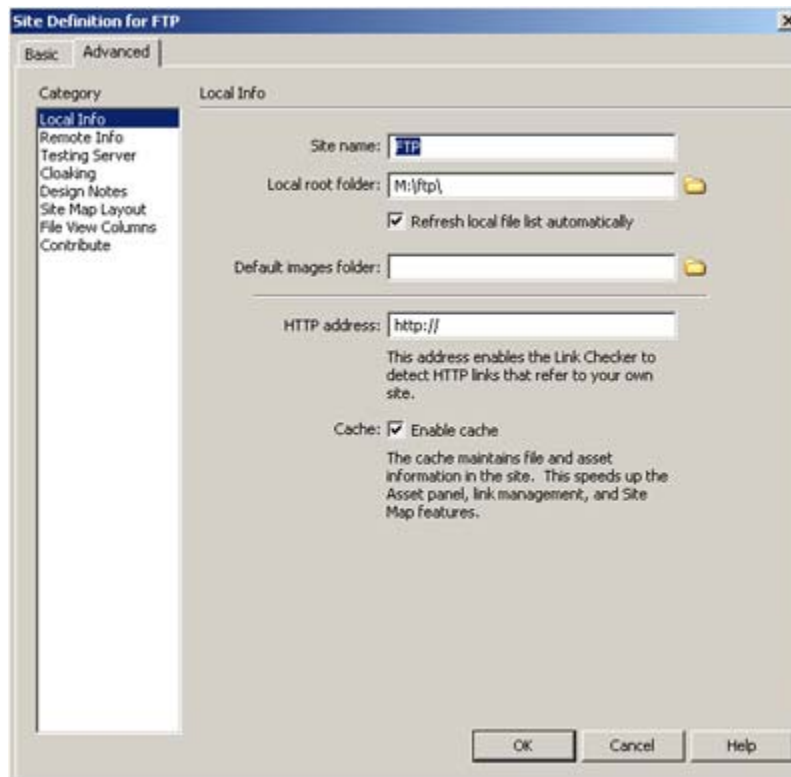 Site Definition for FTP
Basic
Advanced
Category
Local Info
Remote Info
Testing Server
Cloaking
Design Notes
Site Map Layout
File View Columns
Contribute
Local Info
Site name: FTP
Local root folder: M:\ftp\
Refresh local file list automatically
Default images folder:
HTTP address: http://
This address enables the Link Checker to
detect HTTP links that refer to your own
site.
Cache: Enable cache
The cache maintains file and asset
information in the site. This speeds up the
Asset panel, link management, and Site
Map features.
OK
Cancel
Help